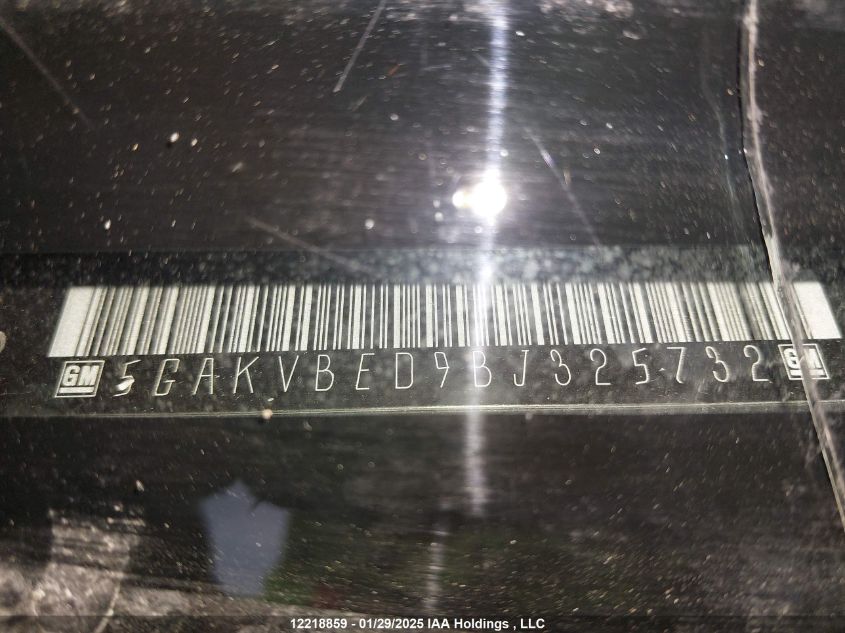 GM 5GAKVBED9BJ325732 GM
12218859 - 01/29/2025 IAA Holdings , LLC